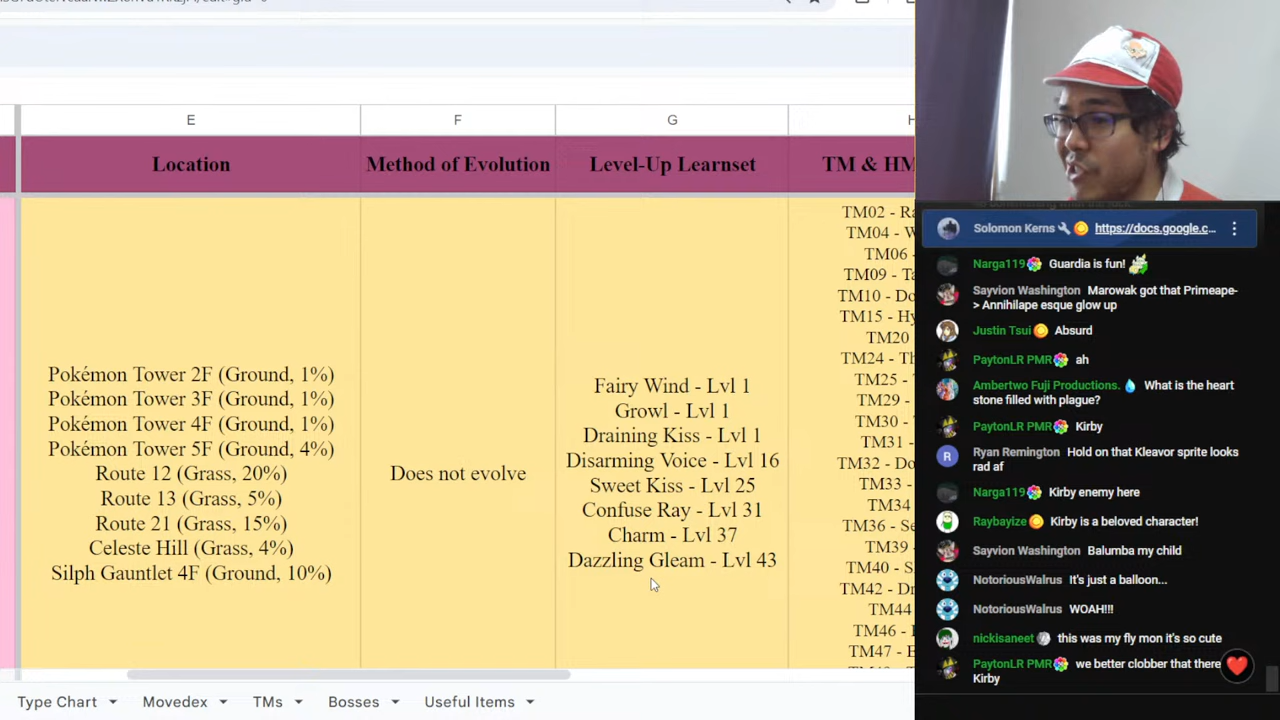 E
F
G
H
Location
Method of Evolution
Level-Up Learnset
TM & HM
Pokémon Tower 2F (Ground, 1%)
Pokémon Tower 3F (Ground, 1%)
Pokémon Tower 4F (Ground, 1%)
Pokémon Tower 5F (Ground, 4%)
Route 12 (Grass, 20%)
Route 13 (Grass, 5%)
Route 21 (Grass, 15%)
Celeste Hill (Grass, 4%)
Silph Gauntlet 4F (Ground, 10%)
Does not evolve
Fairy Wind - Lvl 1
Growl - Lvl 1
Draining Kiss - Lvl 1
Disarming Voice - Lvl 16
Sweet Kiss - Lvl 25
Confuse Ray - Lvl 31
Charm - Lvl 37
Dazzling Gleam - Lvl 43
TM02 - Ra
TM04 - W
TM06 -
TM09 - Ta
TM10 - Do
TM15 - Hy
TM20
TM24 - Th
TM25 -
TM29 -
TM30 -
TM31 -
TM32 - Do
TM33 -
TM34
TM36 - Se
TM39
TM40 - S
TM42 - Dr
TM44
TM46 -
TM47 -
Type Chart
Movedex
TMs
Bosses
Useful Items
Solomon Kerns https://docs.google.c...
Narga119 Guardia is fun!
Sayvion Washington Marowak got that Primeape-
> Annihilape esque glow up
Justin Tsui Absurd
PaytonLR PMR ah
Ambertwo Fuji Productions. What is the heart
stone filled with plague?
PaytonLR PMR Kirby
R
Ryan Remington Hold on that Kleavor sprite looks
rad af
Narga119 Kirby enemy here
Raybayize Kirby is a beloved character!
Sayvion Washington Balumba my child
NotoriousWalrus It's just a balloon...
NotoriousWalrus WOAH!!!
nickisaneet this was my fly mon it's so cute
PaytonLR PMR we better clobber that there
Kirby